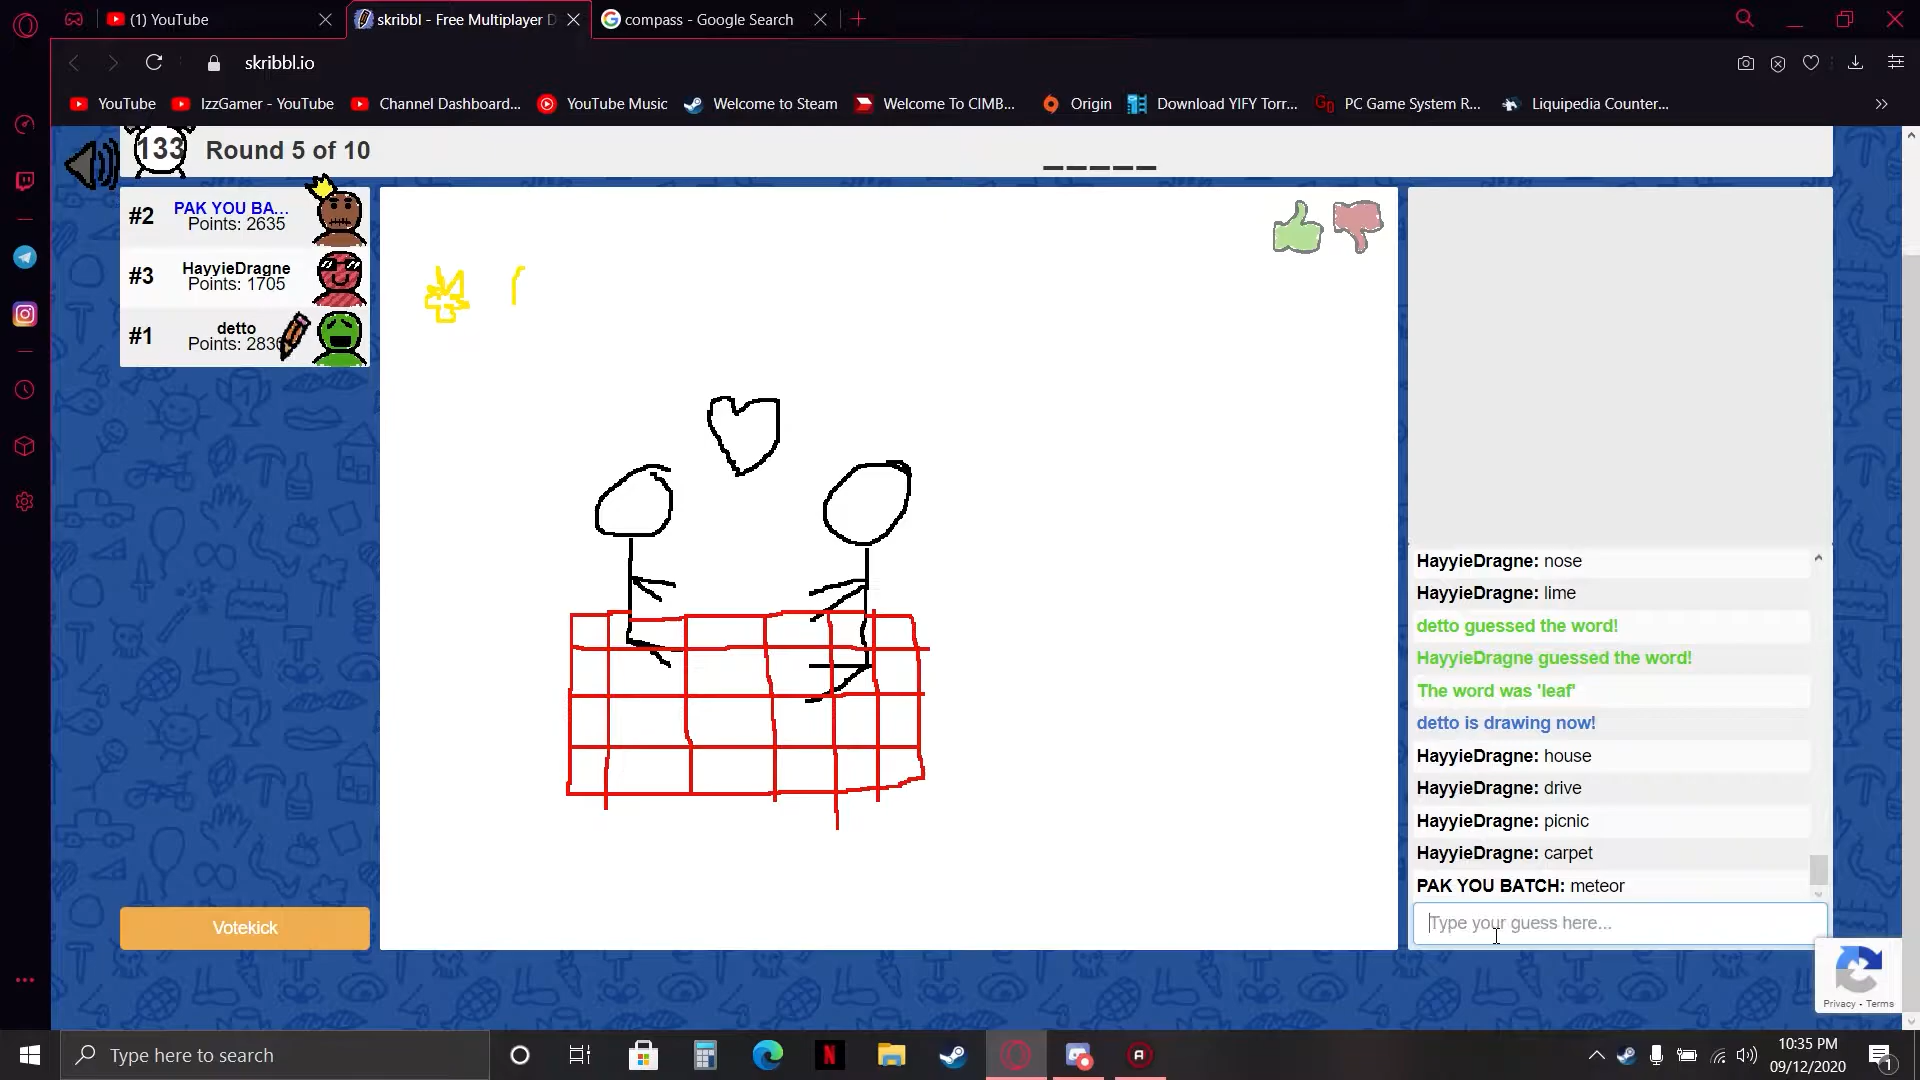 (1) YouTube
skribbl - Free Multiplayer D
compass - Google Search
skribbl.io
YouTube
IzzGamer - YouTube
Channel Dashboard...
YouTube Music
Welcome to Steam
Welcome To CIMB...
Origin
Download YIFY Torr...
PC Game System R...
Liquipedia Counter...
133
Round 5 of 10
_ _ _ _ _
#2
PAK YOU BA...
Points: 2635
#3
HayyieDragne
Points: 1705
#1
detto
Points: 2836
HayyieDragne: nose
HayyieDragne: lime
detto guessed the word!
HayyieDragne guessed the word!
The word was 'leaf'
detto is drawing now!
HayyieDragne: house
HayyieDragne: drive
HayyieDragne: picnic
HayyieDragne: carpet
PAK YOU BATCH: meteor
Type your guess here...
Votekick
Privacy - Terms
Type here to search
10:35 PM
09/12/2020
1